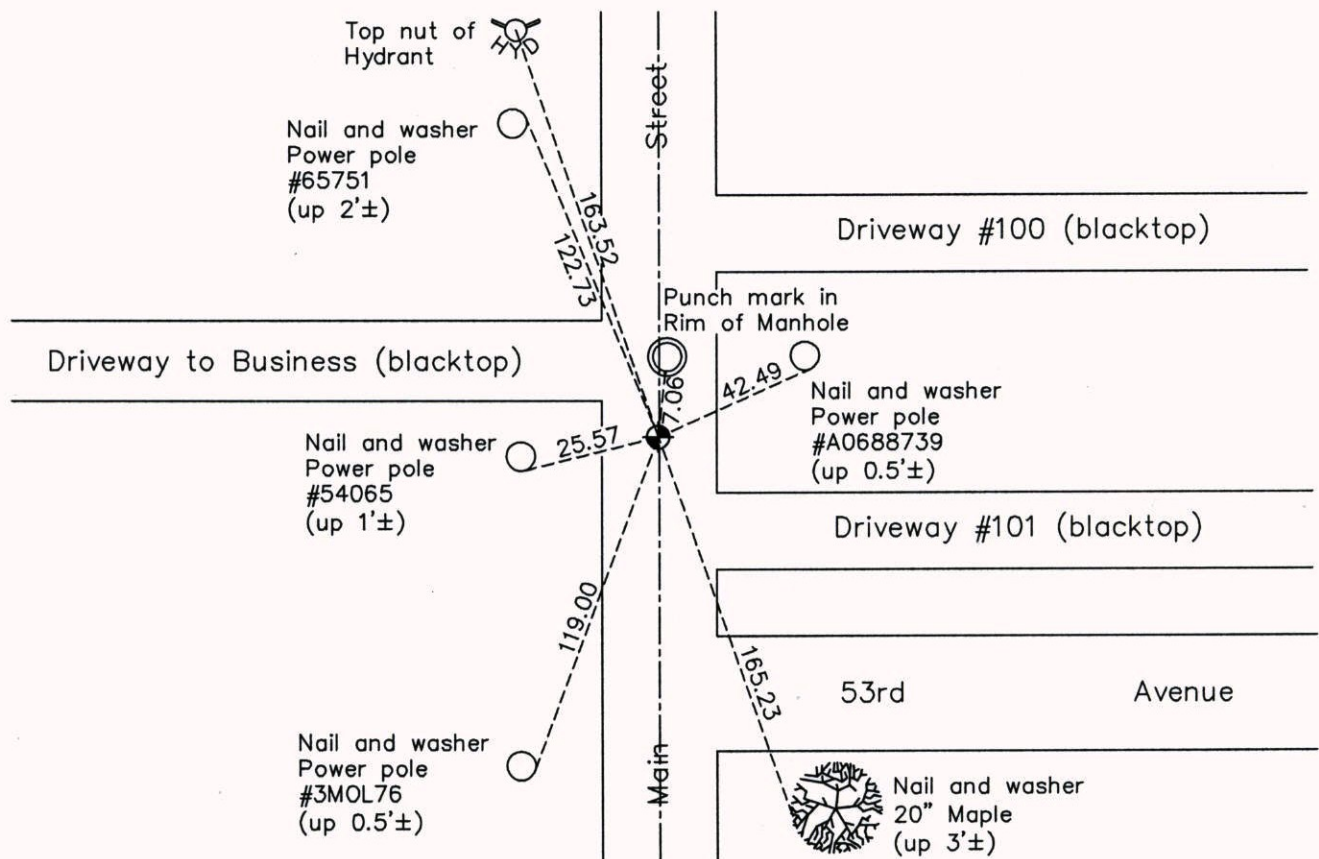 Top nut of
Hydrant
HYD
Nail and washer
Power pole
#65751
(up 2'±)
Street
163.52
122.73
Driveway #100 (blacktop)
Punch mark in
Rim of Manhole
Driveway to Business (blacktop)
7.06
42.49
Nail and washer
Power pole
#A0688739
(up 0.5'±)
25.57
Nail and washer
Power pole
#54065
(up 1'±)
Driveway #101 (blacktop)
119.00
165.23
53rd Avenue
Main
Nail and washer
Power pole
#3MOL76
(up 0.5'±)
Nail and washer
20" Maple
(up 3'±)